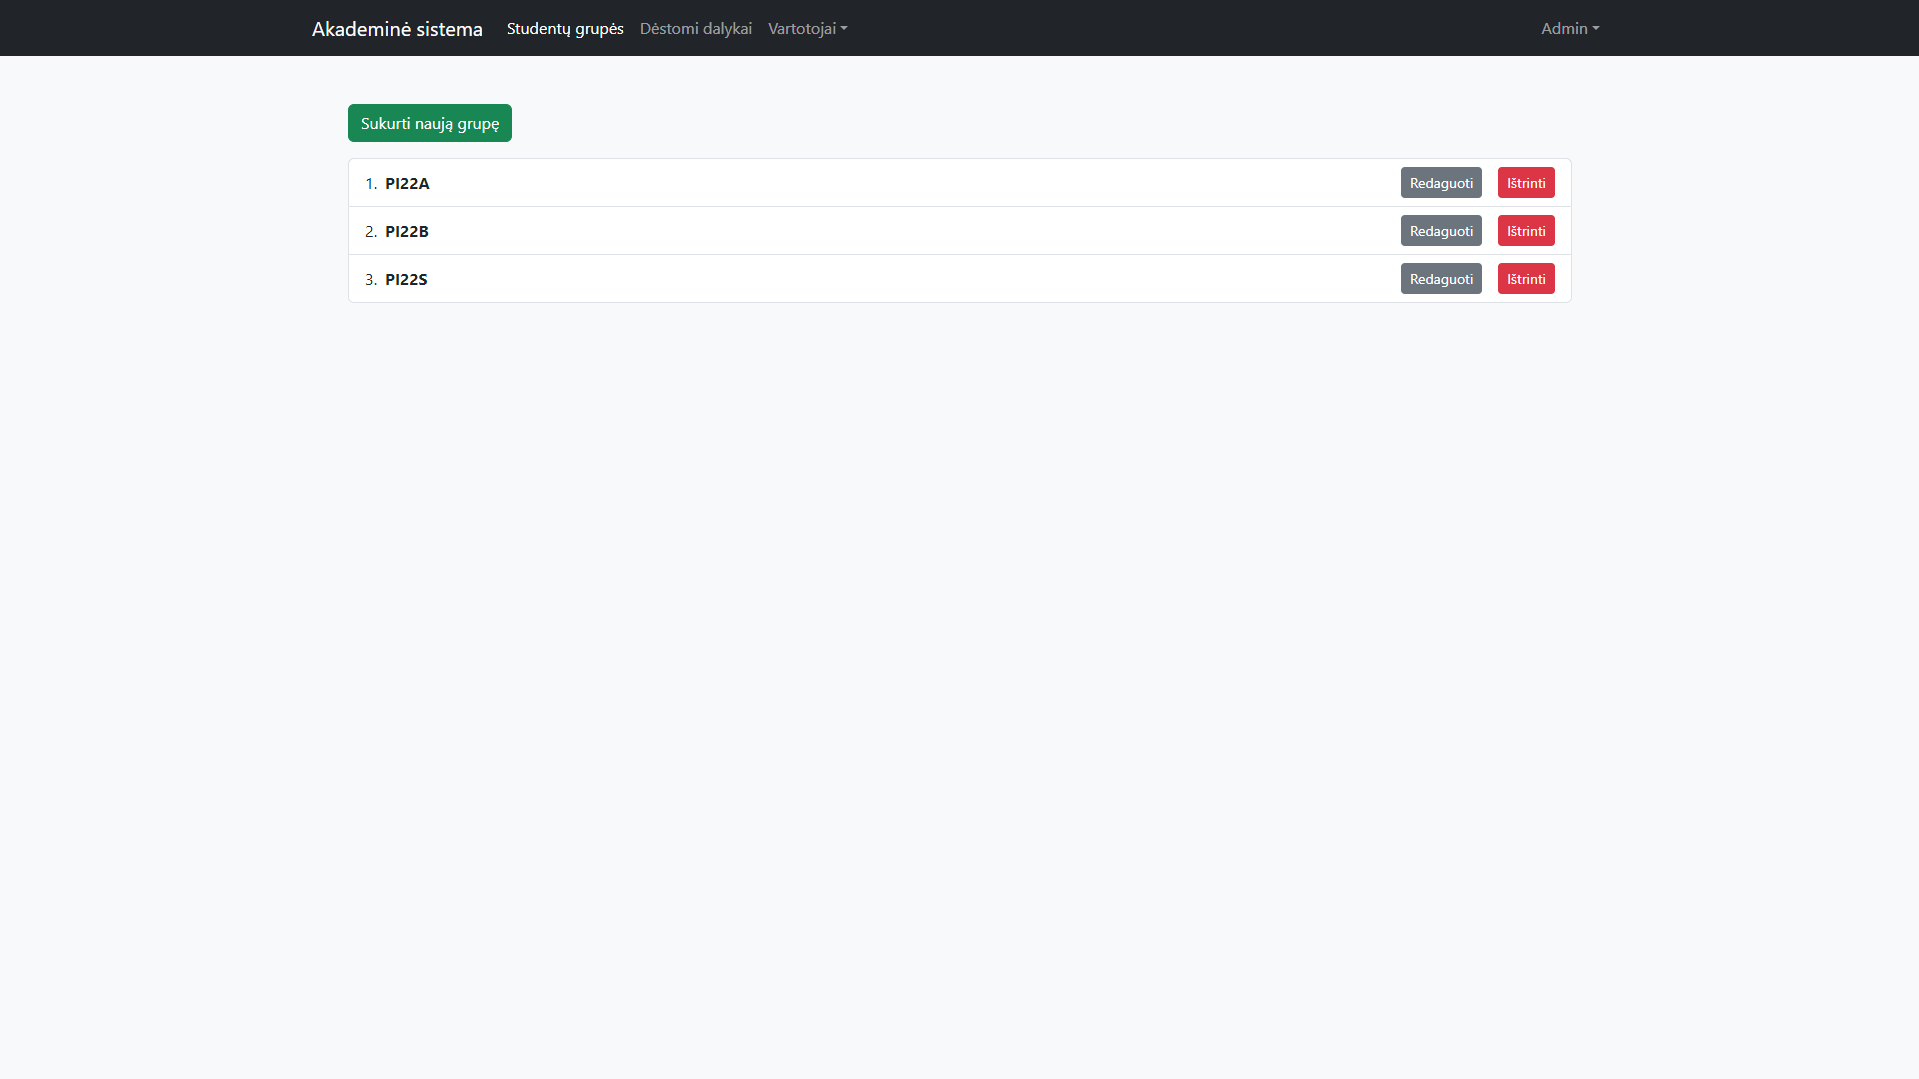 Akademinė sistema Studentų grupės Dėstomi dalykai Vartotojai Admin
Sukurti naują grupę
1. PI22A Redaguoti Ištrinti
2. PI22B Redaguoti Ištrinti
3. PI22S Redaguoti Ištrinti